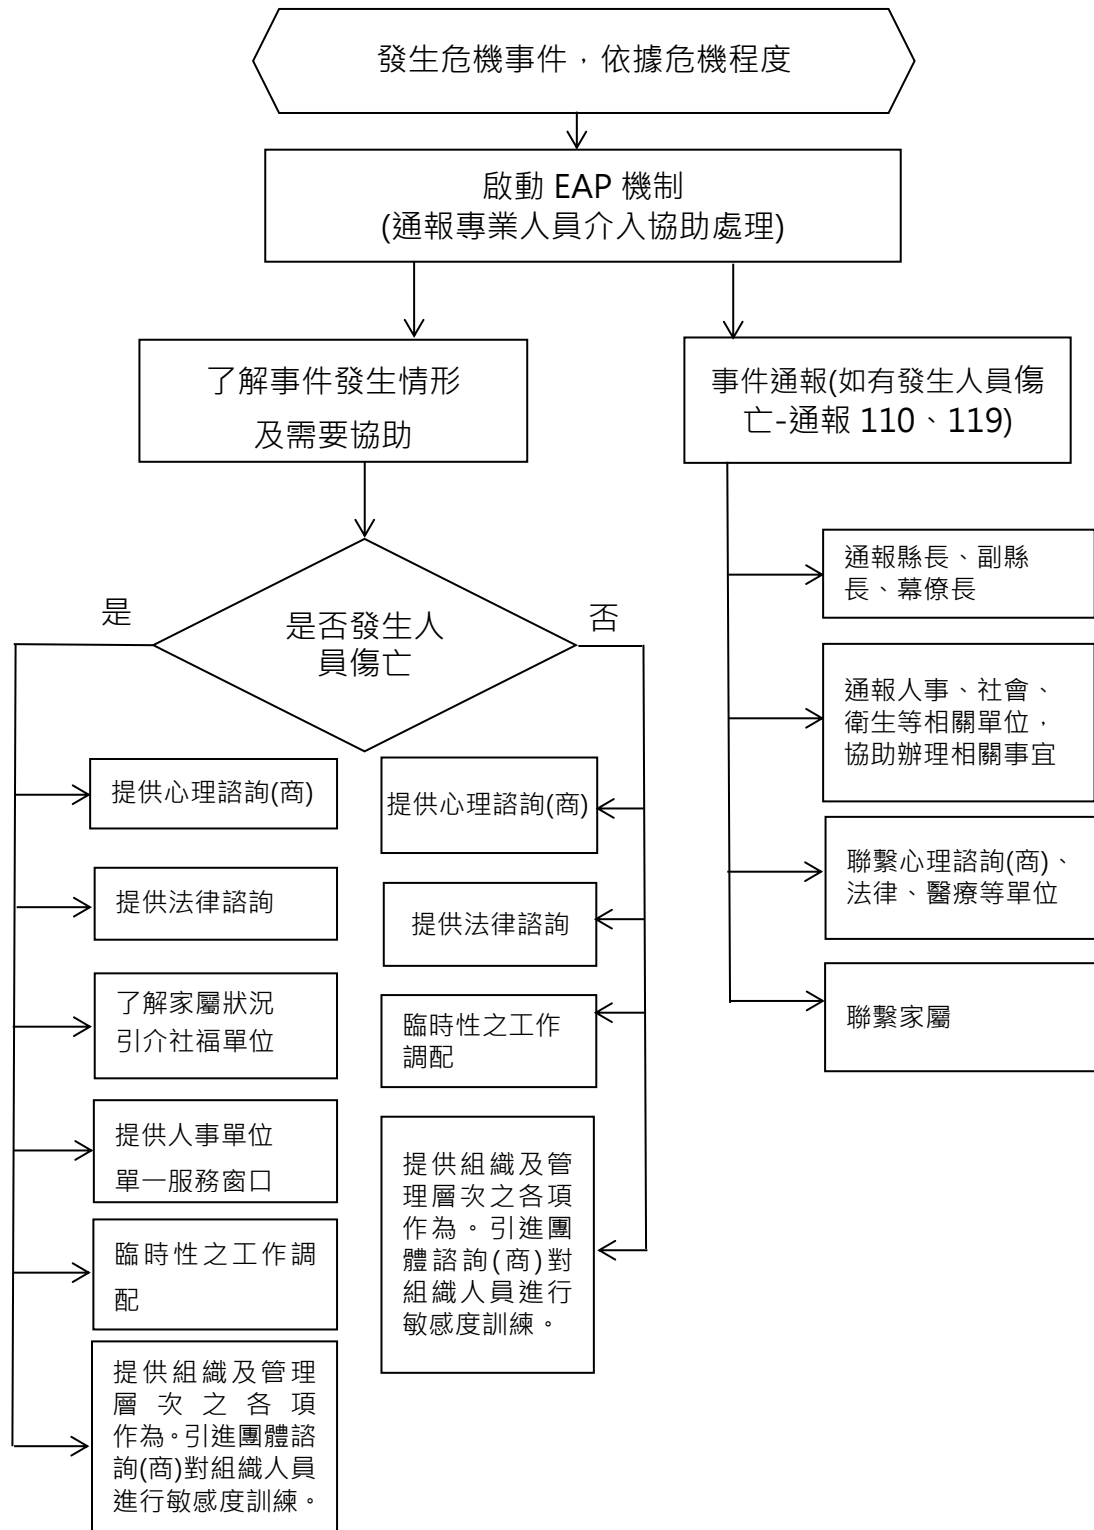 發生危機事件，依據危機程度
啟動 EAP 機制
(通報專業人員介入協助處理)
了解事件發生情形
及需要協助
事件通報(如有發生人員傷
亡-通報 110、119)
是
是否發生人
員傷亡
否
提供心理諮詢(商)
提供法律諮詢
了解家屬狀況
引介社福單位
提供人事單位
單一服務窗口
臨時性之工作調
配
提供組織及管理
層次之各項
作為。引進團體諮
詢(商)對組織人員
進行敏感度訓練。
提供心理諮詢(商)
提供法律諮詢
臨時性之工作
調配
提供組織及管
理層次之各項
作為。引進團
體諮詢(商)對
組織人員進行
敏感度訓練。
通報縣長、副縣
長、幕僚長
通報人事、社會、
衛生等相關單位，
協助辦理相關事宜
聯繫心理諮詢(商)、
法律、醫療等單位
聯繫家屬